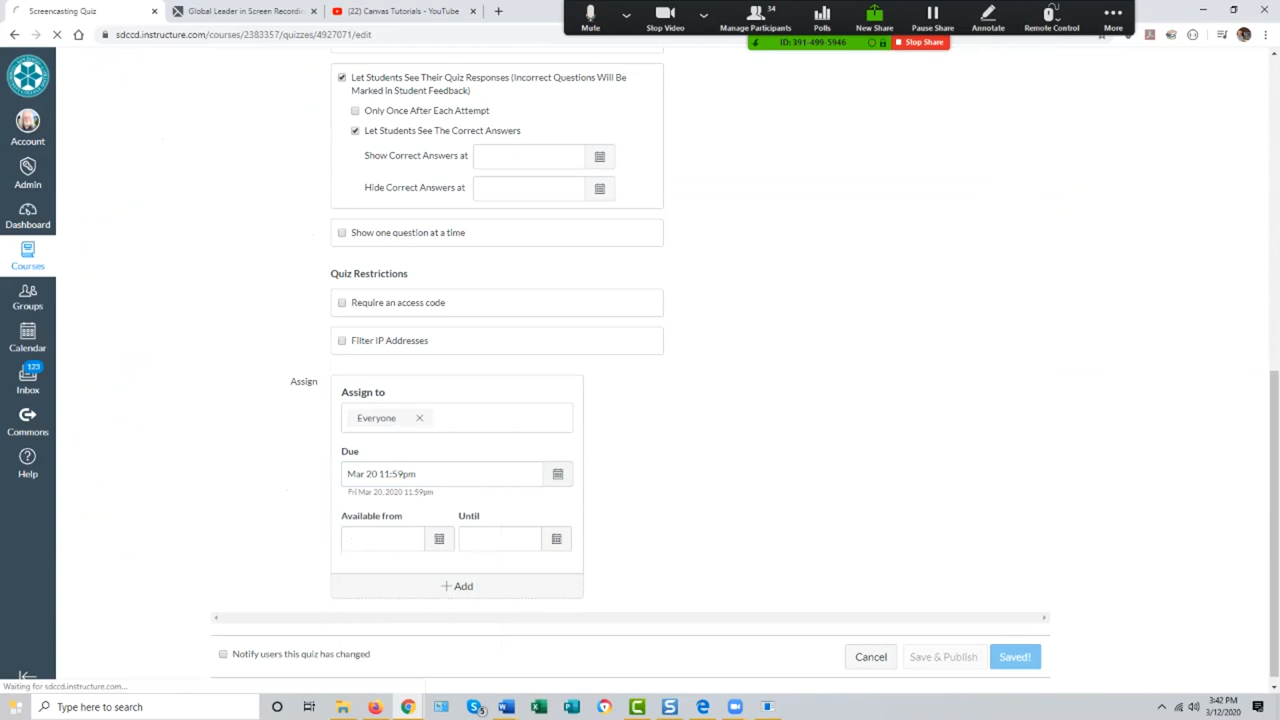 Screencasting Quiz
Global Leader in Screen Recordin
(22) Canvas Tutorials - YouTube
34
Mute
Stop Video
Manage Participants
Polls
New Share
Pause Share
Annotate
Remote Control
More
ID: 391-499-5946
Stop Share
sdccd.instructure.com/courses/2383357/quizzes/4927071/edit
Account
Admin
Dashboard
Courses
Groups
Calendar
123
Inbox
Commons
Help
Let Students See Their Quiz Responses (Incorrect Questions Will Be
Marked In Student Feedback)
Only Once After Each Attempt
Let Students See The Correct Answers
Show Correct Answers at
Hide Correct Answers at
Show one question at a time
Quiz Restrictions
Require an access code
Filter IP Addresses
Assign
Assign to
Everyone
Due
Mar 20 11:59pm
Fri Mar 20, 2020 11:59pm
Available from
Until
+ Add
Notify users this quiz has changed
Cancel
Save & Publish
Saved!
Waiting for sdccd.instructure.com...
Type here to search
3:42 PM
3/12/2020